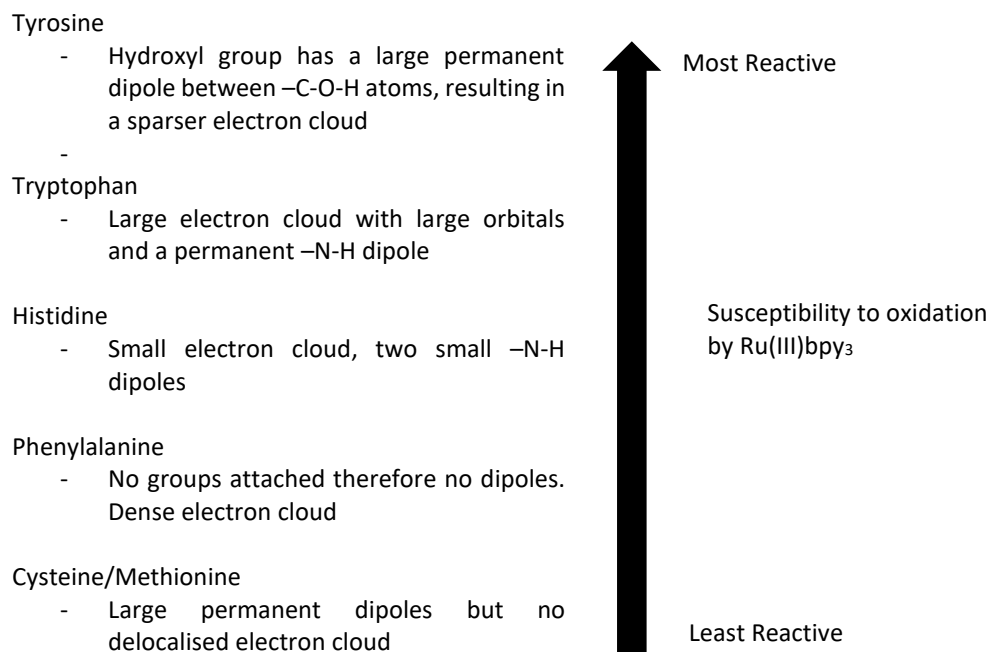 Tyrosine
- Hydroxyl group has a large permanent
dipole between –C-O-H atoms, resulting in
a sparser electron cloud
-
Tryptophan
- Large electron cloud with large orbitals
and a permanent –N-H dipole
Histidine
- Small electron cloud, two small –N-H
dipoles
Phenylalanine
- No groups attached therefore no dipoles.
Dense electron cloud
Cysteine/Methionine
- Large permanent dipoles but no
delocalised electron cloud
Most Reactive
Susceptibility to oxidation
by Ru(III)bpy₃
Least Reactive